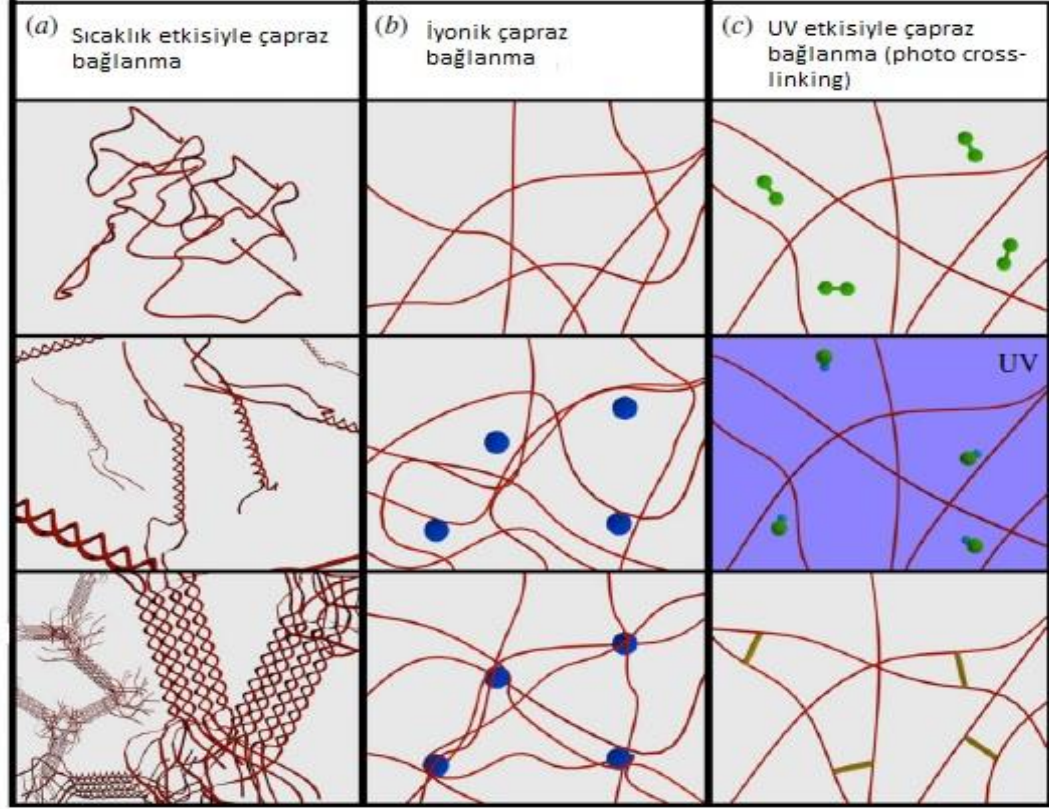 (a) Sıcaklık etkisiyle çapraz
bağlanma
(b) İyonik çapraz
bağlanma
(c) UV etkisiyle çapraz
bağlanma (photo cross-
linking)
UV